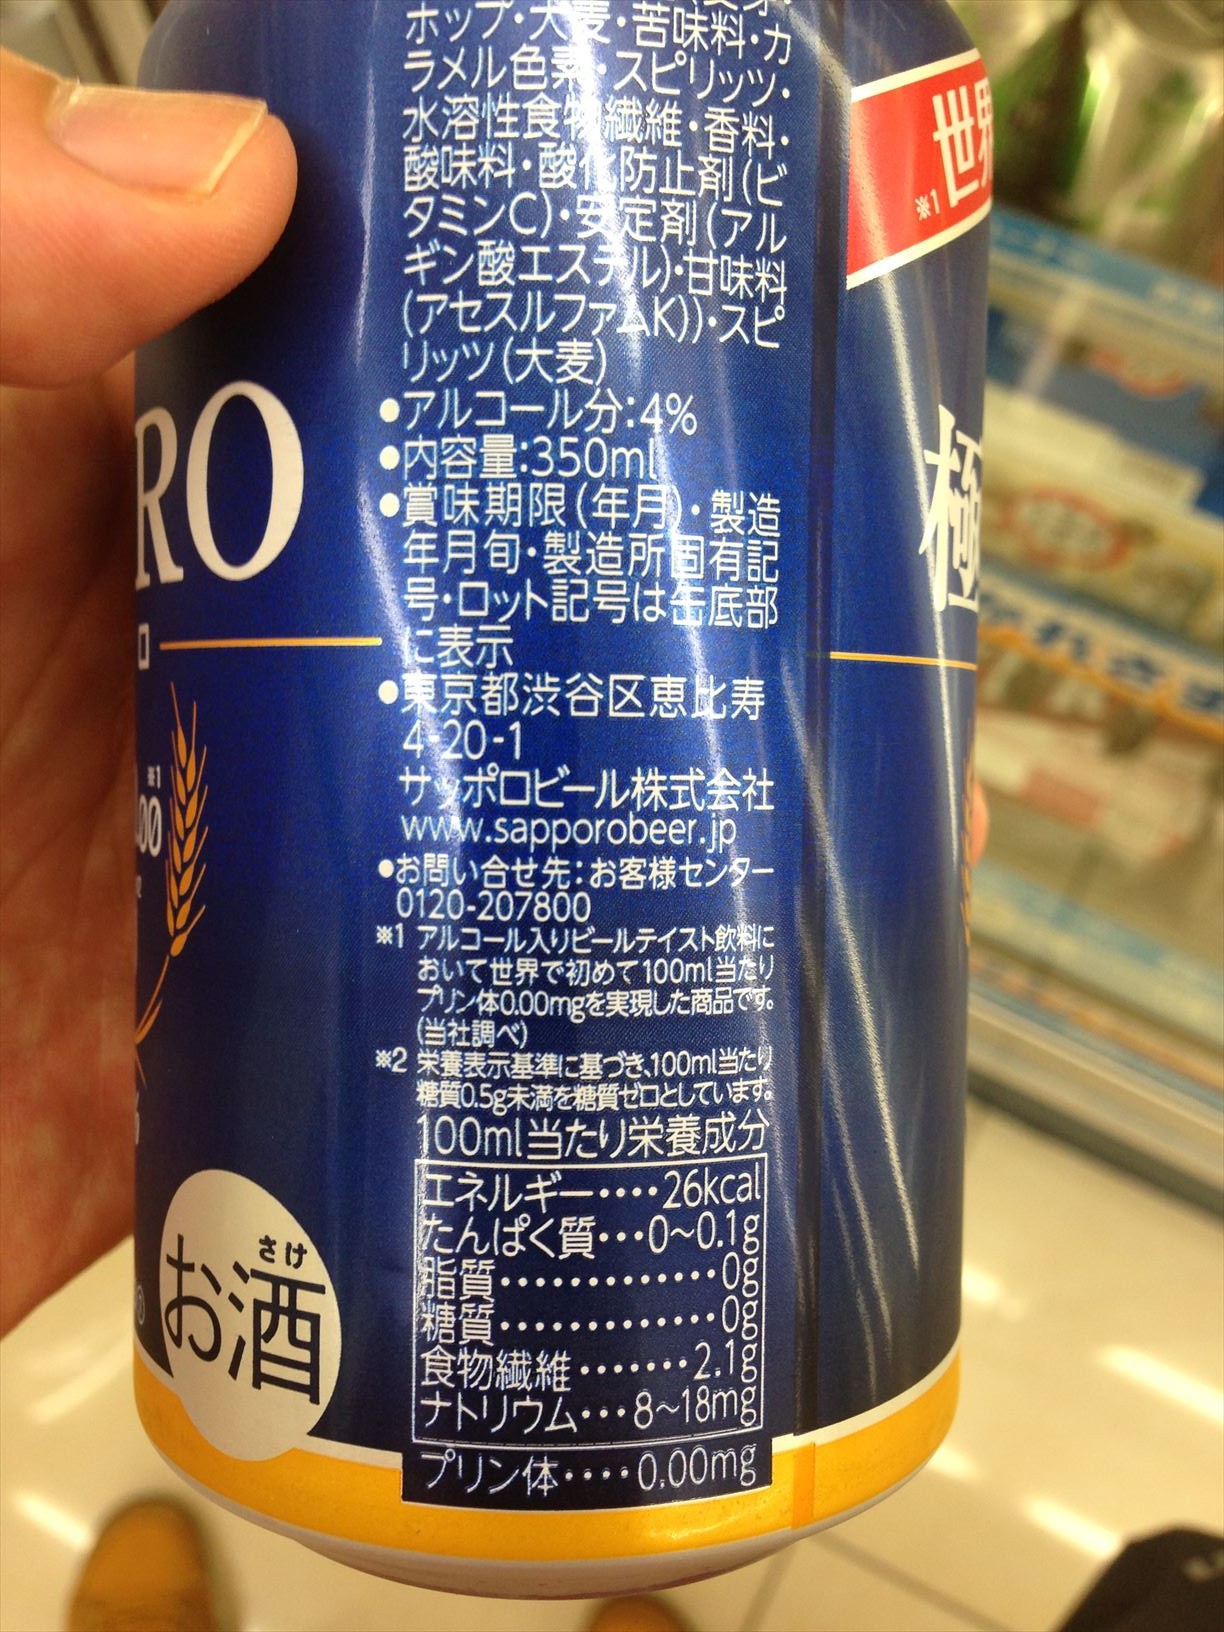 ホップ・大麦・苦味料・カ
ラメル色素・スピリッツ・
水溶性食物繊維・香料・
酸味料・酸化防止剤(ビ
タミンC)・安定剤(アル
ギン酸エステル)・甘味料
(アセスルファムK))・スピ
リッツ(大麦)
●アルコール分:4%
●内容量:350ml
●賞味期限(年月)・製造
年月旬・製造所固有記
号・ロット記号は缶底部
に表示
●東京都渋谷区恵比寿
4-20-1
サッポロビール株式会社
www.sapporobeer.jp
●お問い合せ先:お客様センター
0120-207800
※1 アルコール入りビールテイスト飲料に
おいて世界で初めて100ml当たり
プリン体0.00mgを実現した商品です。
(当社調べ)
※2 栄養表示基準に基づき、100ml当たり
糖質0.5g未満を糖質ゼロとしています。
100ml当たり栄養成分
エネルギー････26kcal
たんぱく質･･･0~0.1g
脂質･････････････0g
糖質･････････････0g
食物繊維･･･････2.1g
ナトリウム･･･8~18mg
プリン体････0.00mg
RO
ロ
※1
00
さけ
お酒
※1世界
極